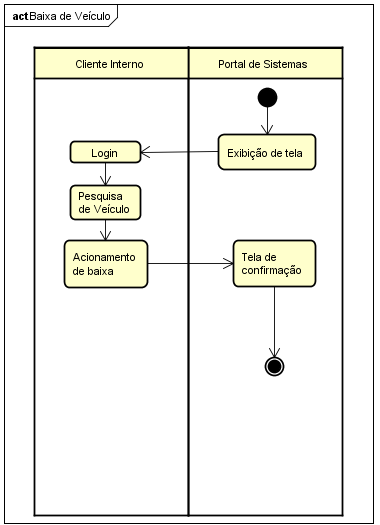 act Baixa de Veículo
Cliente Interno
Portal de Sistemas
Exibição de tela
Login
Pesquisa
de Veículo
Acionamento
de baixa
Tela de
confirmação